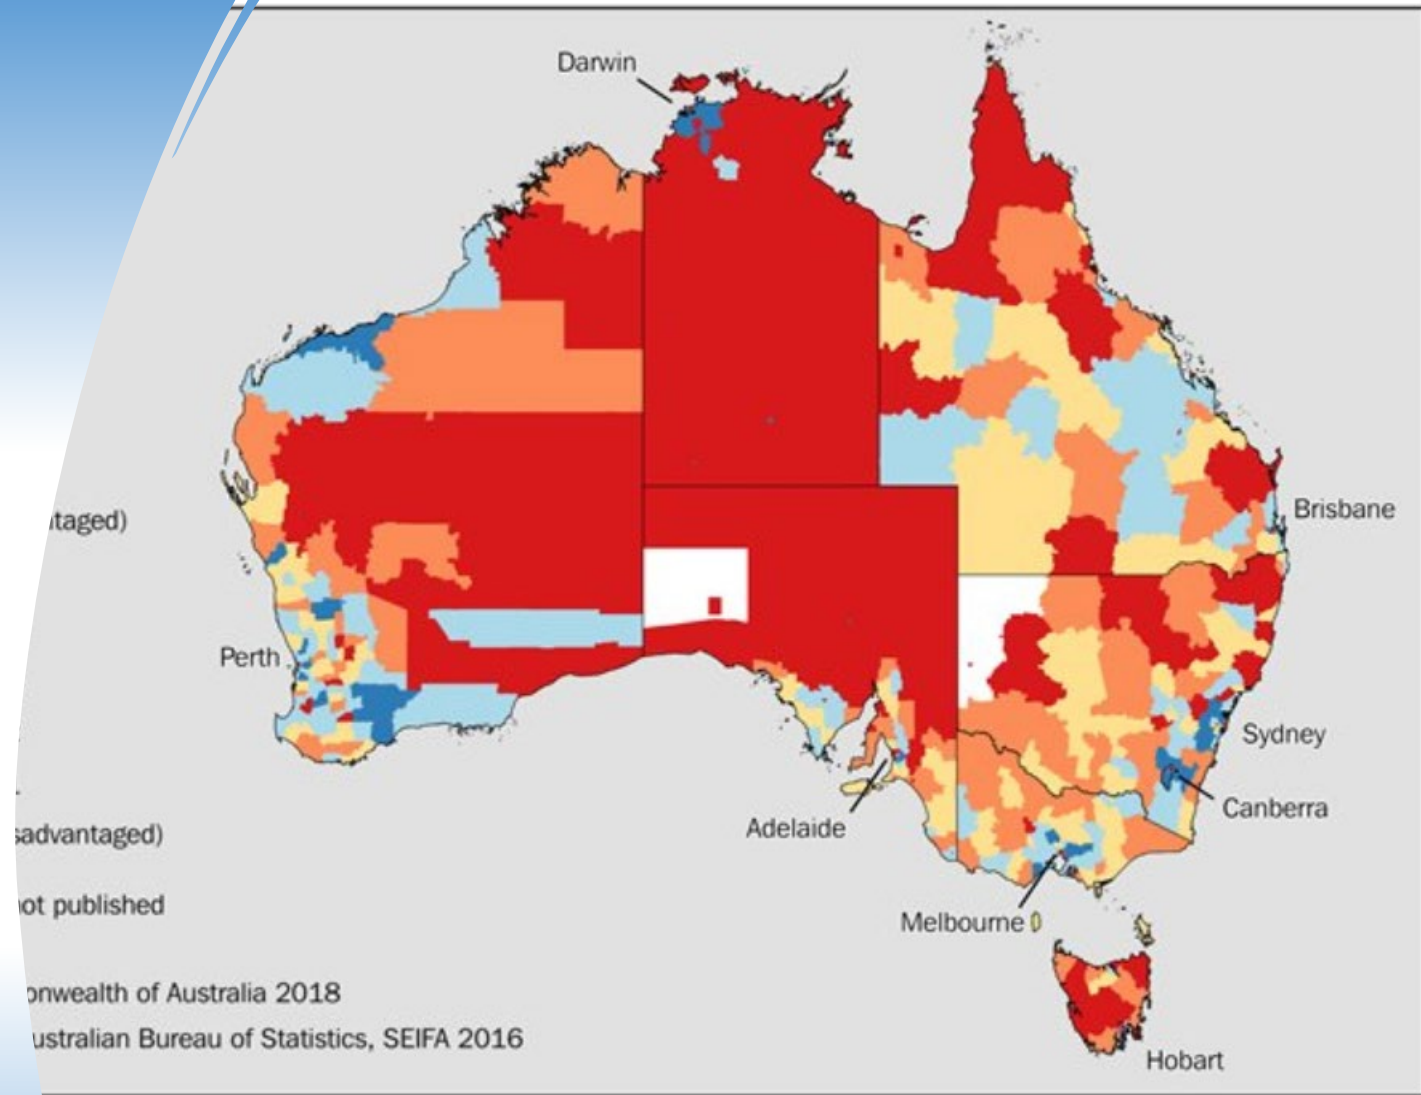 Darwin
taged)
Brisbane
Perth
Sydney
Canberra
Adelaide
sadvantaged)
ot published
Melbourne
onwealth of Australia 2018
ustralian Bureau of Statistics, SEIFA 2016
Hobart